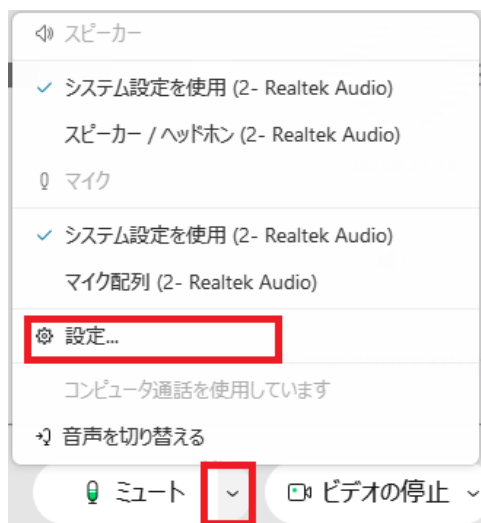 スピーカー
システム設定を使用 (2- Realtek Audio)
スピーカー / ヘッドホン (2- Realtek Audio)
マイク
システム設定を使用 (2- Realtek Audio)
マイク配列 (2- Realtek Audio)
設定...
コンピュータ通話を使用しています
音声を切り替える
ミュート
ビデオの停止